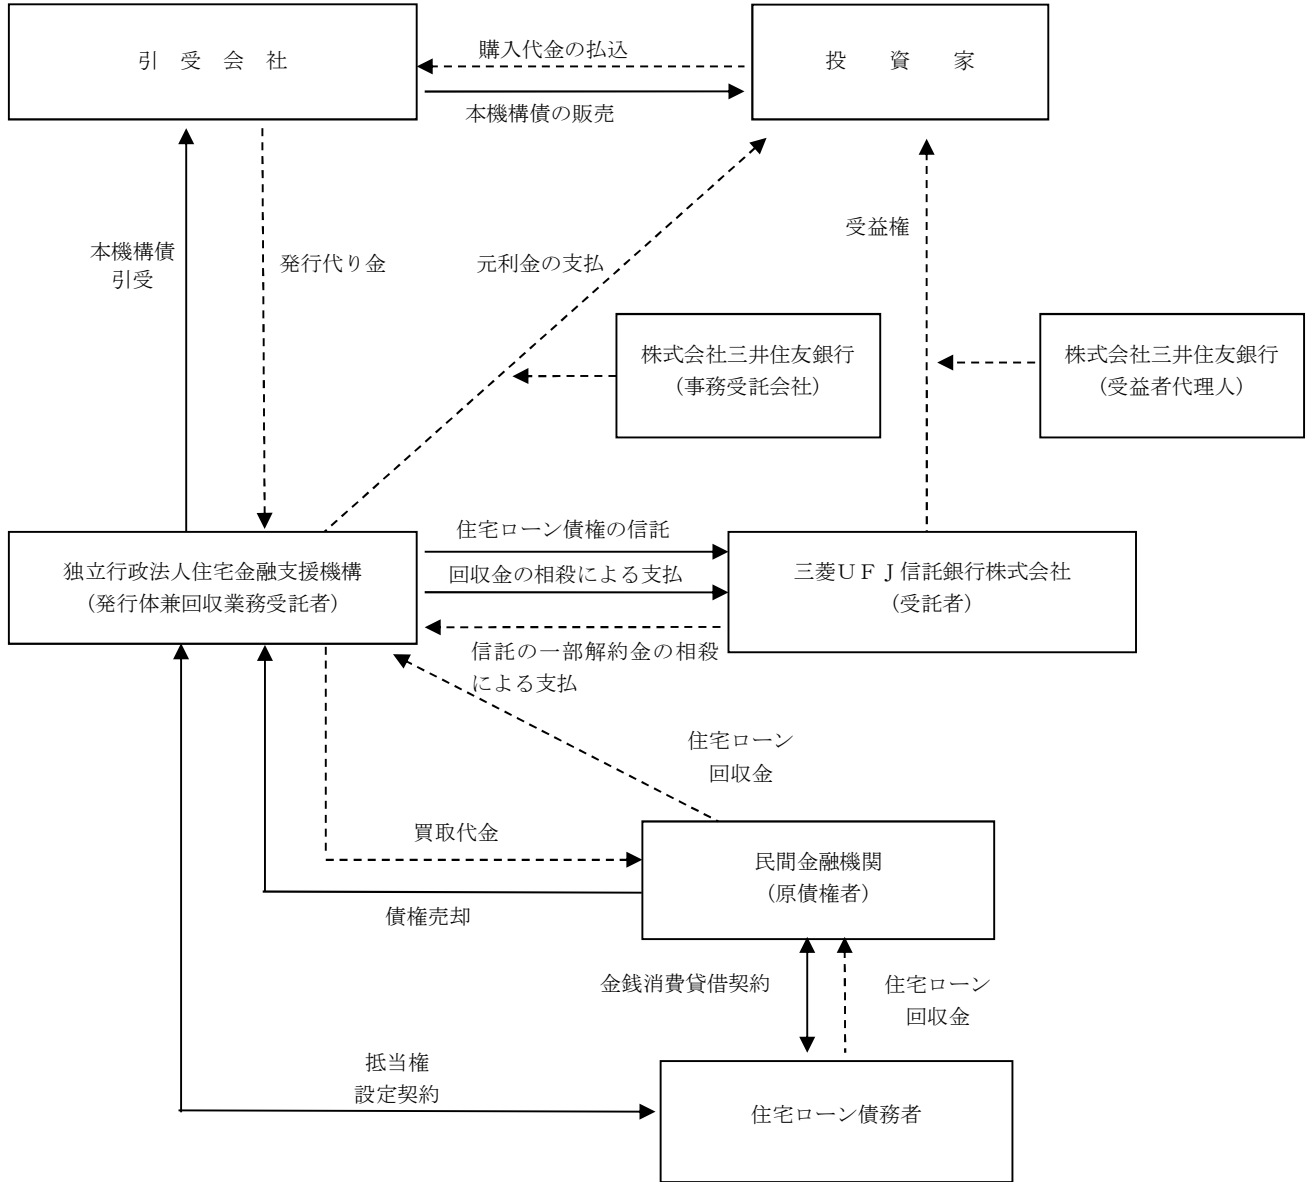 引　受　会　社
購入代金の払込
投　　資　　家
本機構債の販売
受益権
本機構債
引受
発行代り金
元利金の支払
株式会社三井住友銀行
（事務受託会社）
株式会社三井住友銀行
（受益者代理人）
住宅ローン債権の信託
独立行政法人住宅金融支援機構
（発行体兼回収業務受託者）
回収金の相殺による支払
三菱ＵＦＪ信託銀行株式会社
（受託者）
信託の一部解約金の相殺
による支払
住宅ローン
回収金
買取代金
民間金融機関
（原債権者）
債権売却
金銭消費貸借契約
住宅ローン
回収金
抵当権
設定契約
住宅ローン債務者